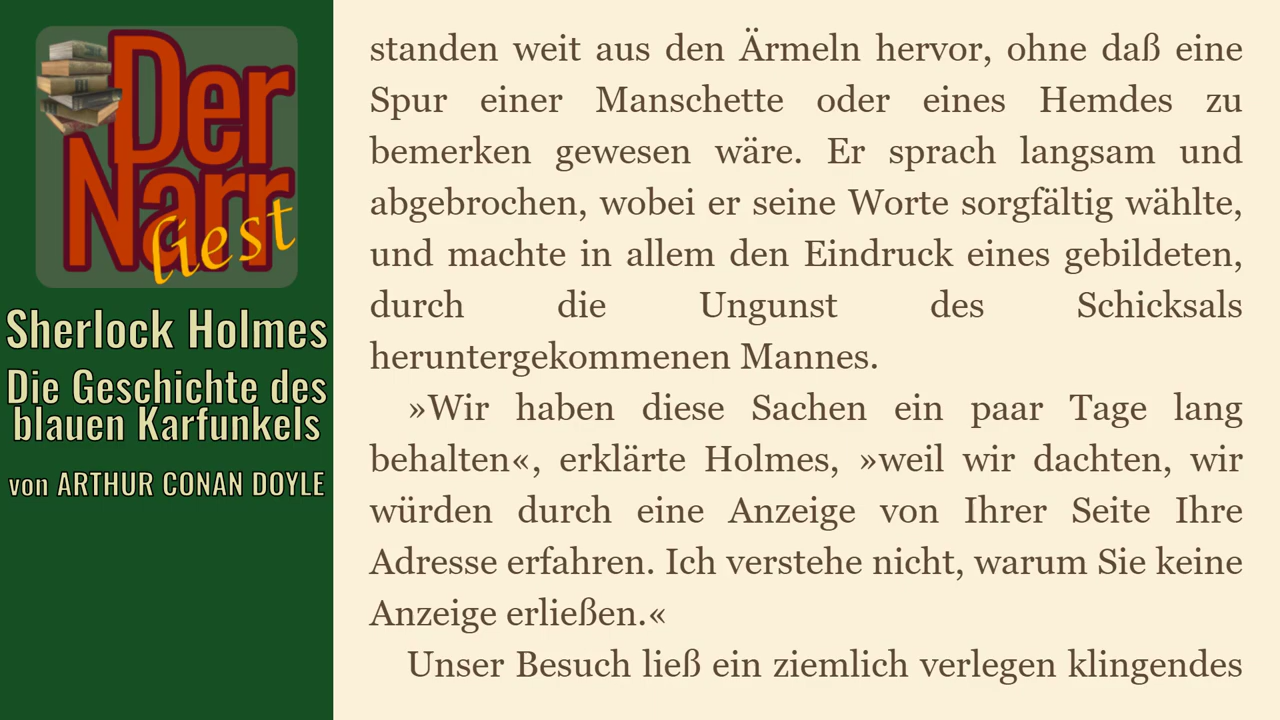 Der
Narr
liest
Sherlock Holmes
Die Geschichte des
blauen Karfunkels
von ARTHUR CONAN DOYLE
standen weit aus den Ärmeln hervor, ohne daß eine
Spur einer Manschette oder eines Hemdes zu
bemerken gewesen wäre. Er sprach langsam und
abgebrochen, wobei er seine Worte sorgfältig wählte,
und machte in allem den Eindruck eines gebildeten,
durch die Ungunst des Schicksals
heruntergekommenen Mannes.
»Wir haben diese Sachen ein paar Tage lang
behalten«, erklärte Holmes, »weil wir dachten, wir
würden durch eine Anzeige von Ihrer Seite Ihre
Adresse erfahren. Ich verstehe nicht, warum Sie keine
Anzeige erließen.«
Unser Besuch ließ ein ziemlich verlegen klingendes